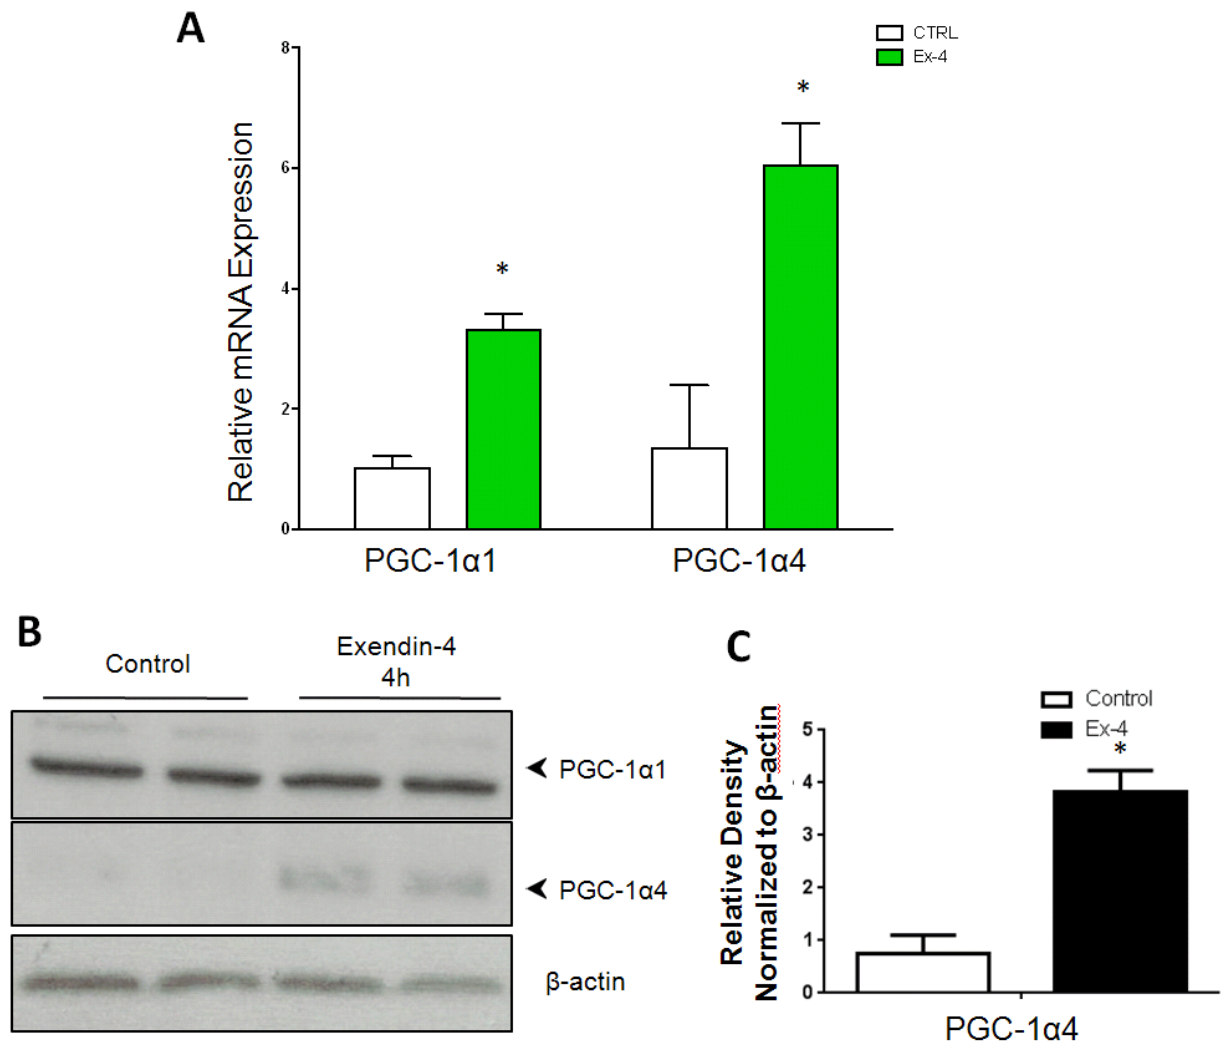 A
CTRL
Ex-4
*
*
Relative mRNA Expression
8
6
4
2
0
PGC-1α1
PGC-1α4
B
Control
Exendin-4
4h
PGC-1α1
PGC-1α4
β-actin
C
Control
Ex-4
*
Relative Density
Normalized to β-actin
5
4
3
2
1
0
PGC-1α4